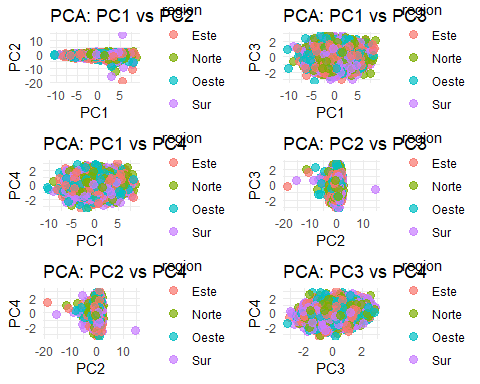 PCA: PC1 vs PC2
region
PC2
10
0
-10
-20
-10 -5 0 5
PC1
Este
Norte
Oeste
Sur
PCA: PC1 vs PC3
region
PC3
2
0
-2
-10 -5 0 5
PC1
Este
Norte
Oeste
Sur
PCA: PC1 vs PC4
region
PC4
2
0
-2
-10 -5 0 5
PC1
Este
Norte
Oeste
Sur
PCA: PC2 vs PC3
region
PC3
2
0
-2
-20 -10 0 10
PC2
Este
Norte
Oeste
Sur
PCA: PC2 vs PC4
region
PC4
2
0
-2
-20 -10 0 10
PC2
Este
Norte
Oeste
Sur
PCA: PC3 vs PC4
region
PC4
2
0
-2
-2 0 2
PC3
Este
Norte
Oeste
Sur